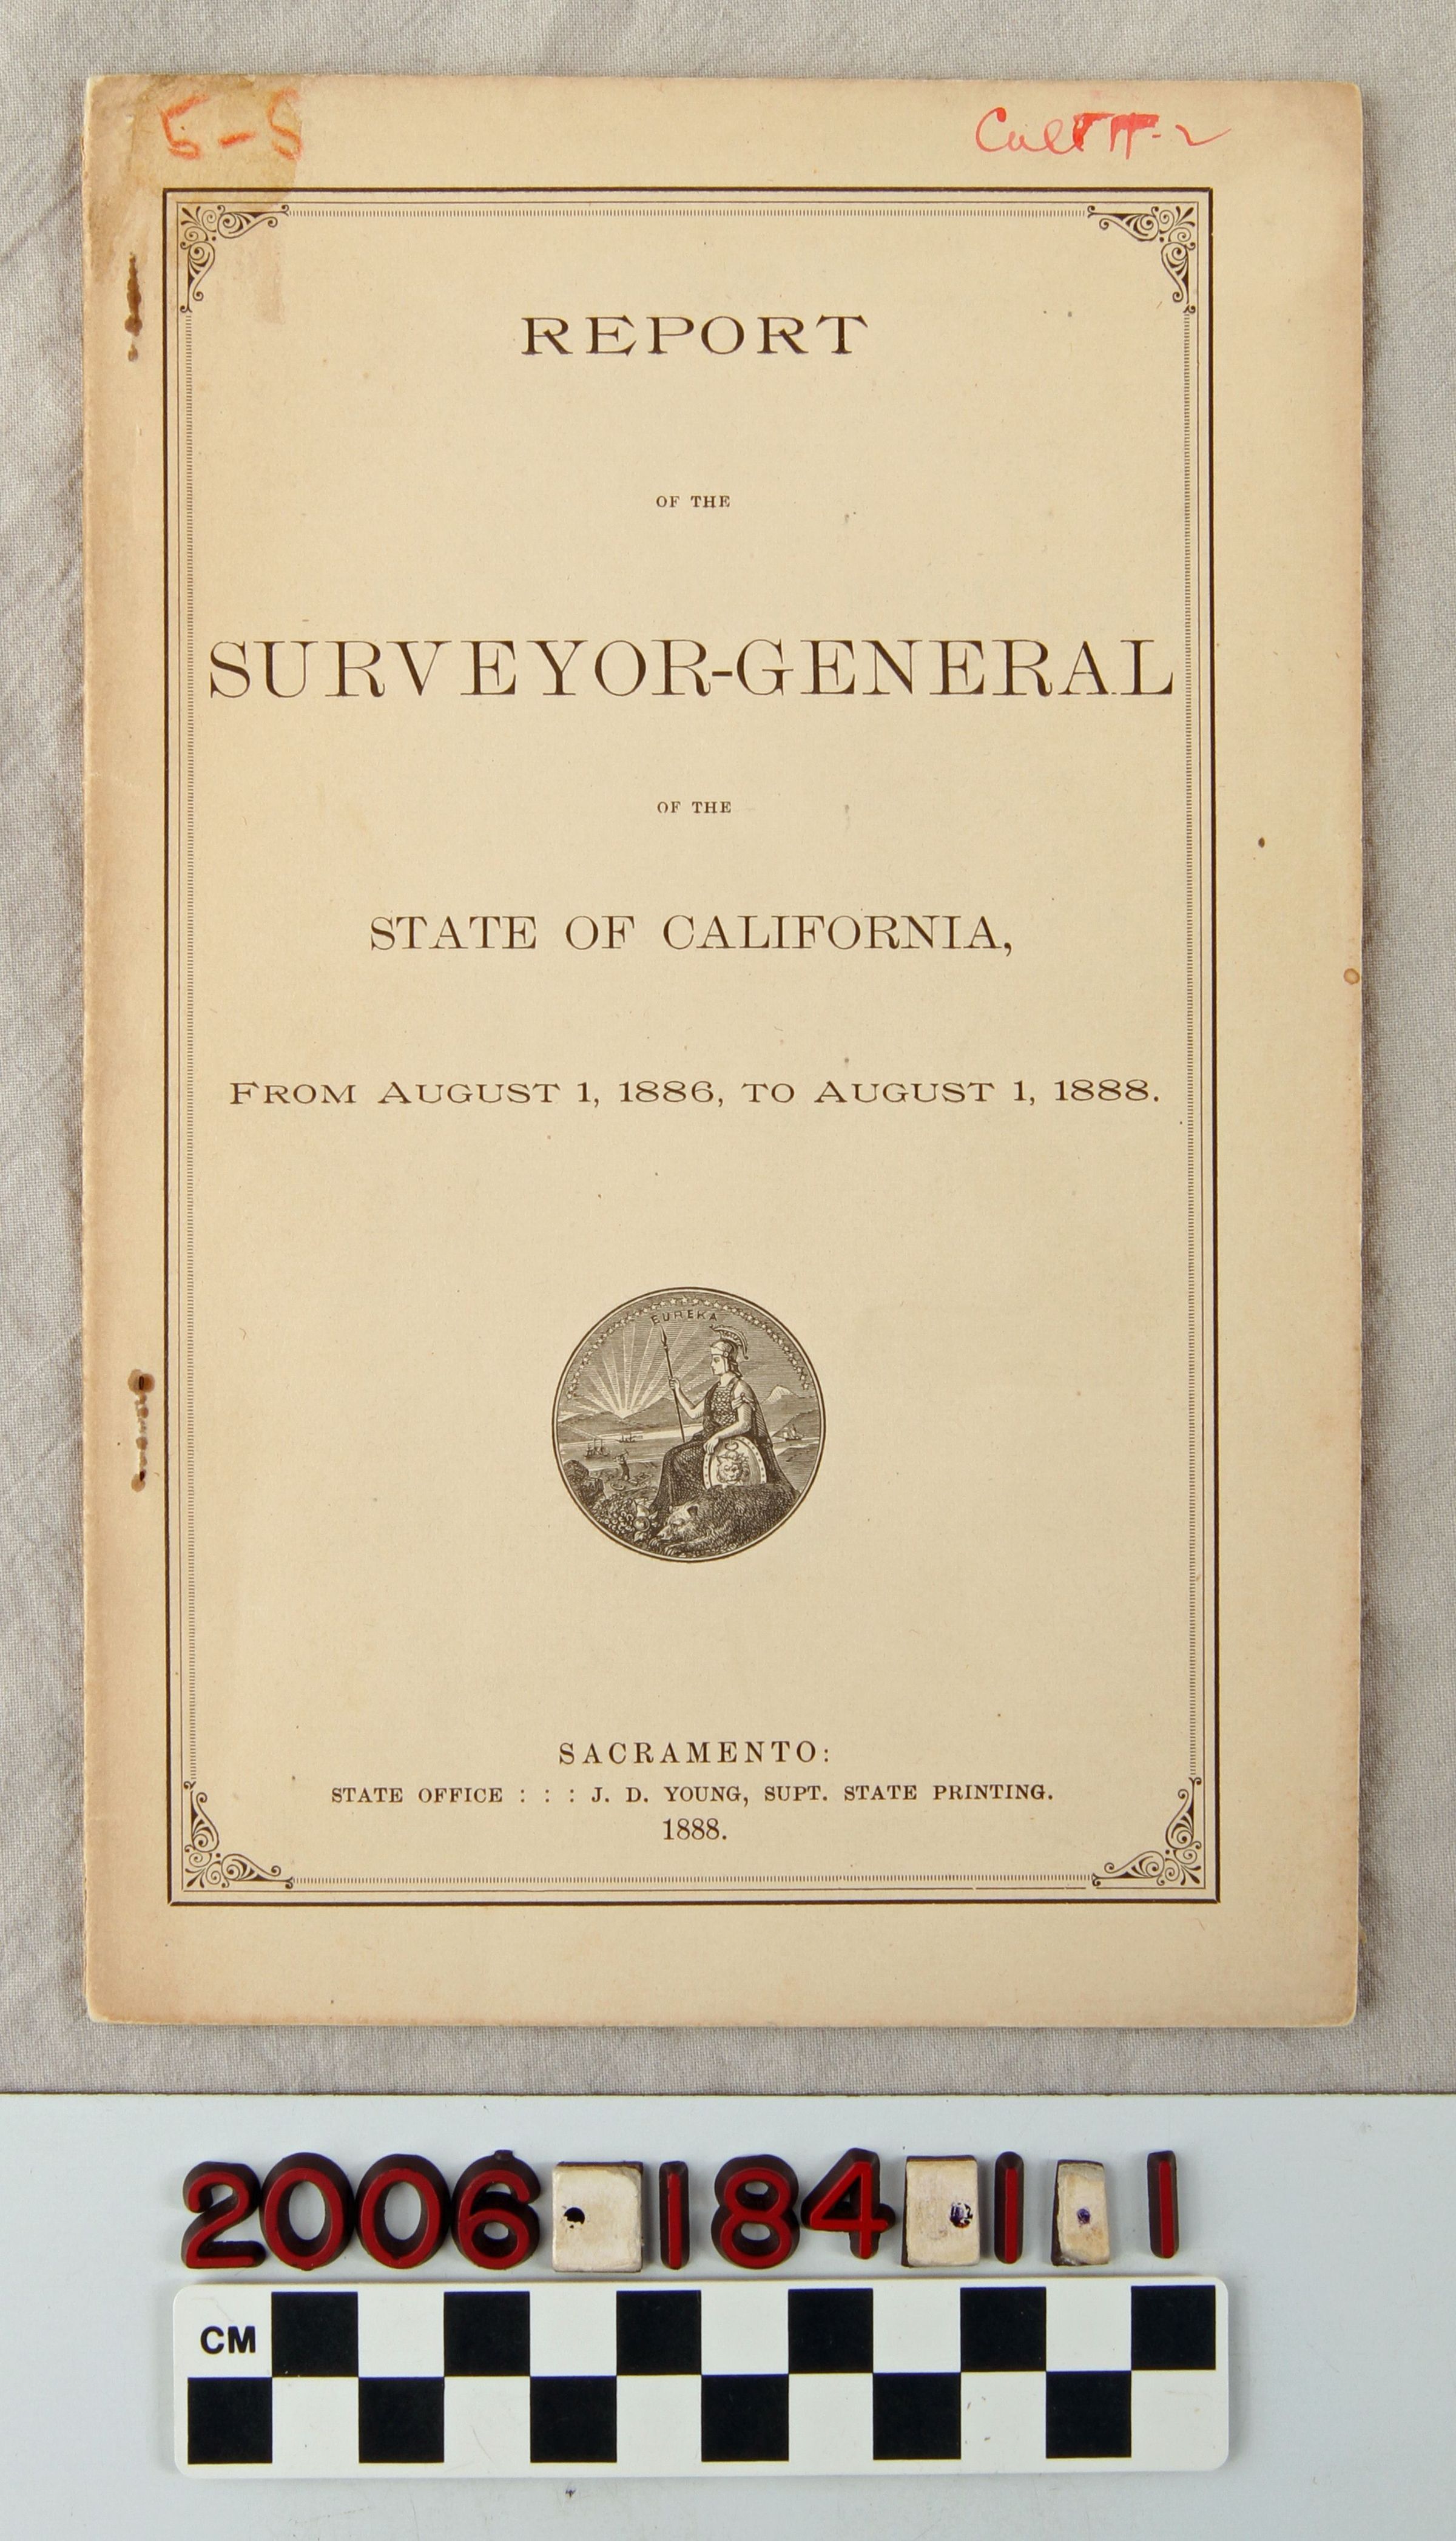 5-S
REPORT
OF THE
SURVEYOR-GENERAL
OF THE
STATE OF CALIFORNIA,
FROM AUGUST 1, 1886, TO AUGUST 1, 1888.
EUREKA
SACRAMENTO:
STATE OFFICE : : : J. D. YOUNG, SUPT. STATE PRINTING.
1888.
2006.184.1.1
CM